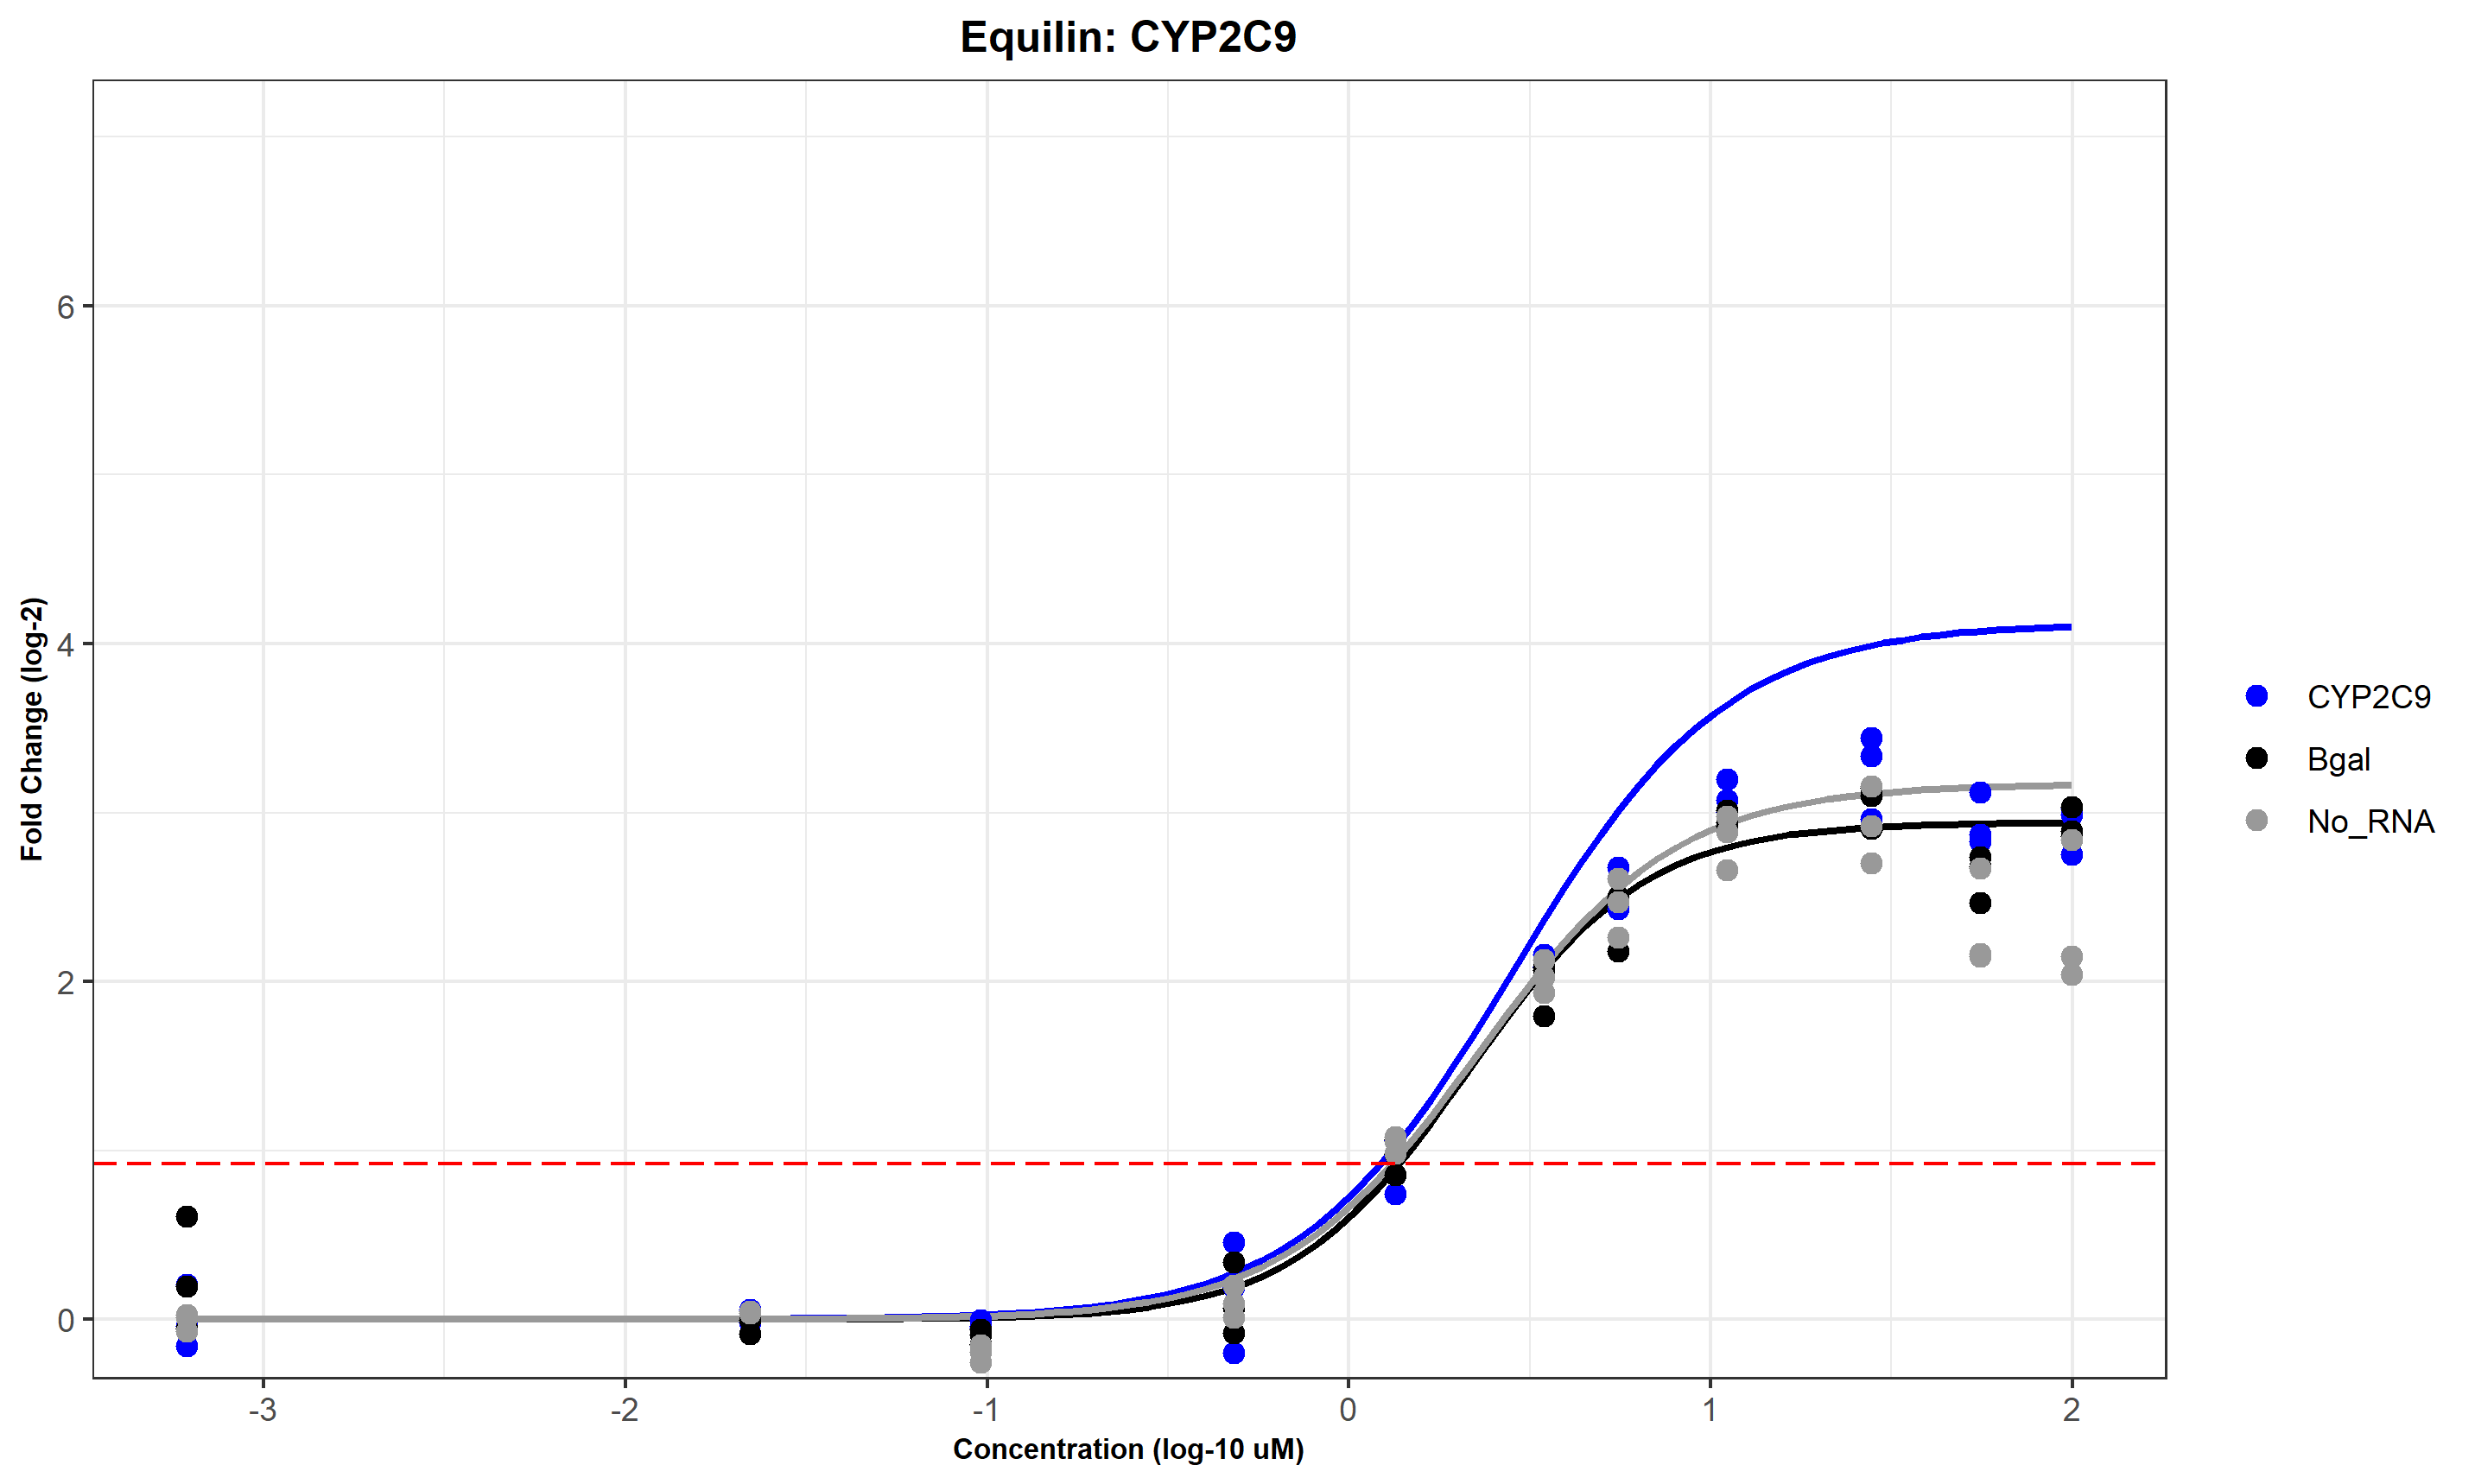 Equilin: CYP2C9
Fold Change (log-2)
6
4
2
0
-3
-2
-1
0
1
2
Concentration (log-10 uM)
CYP2C9
Bgal
No_RNA